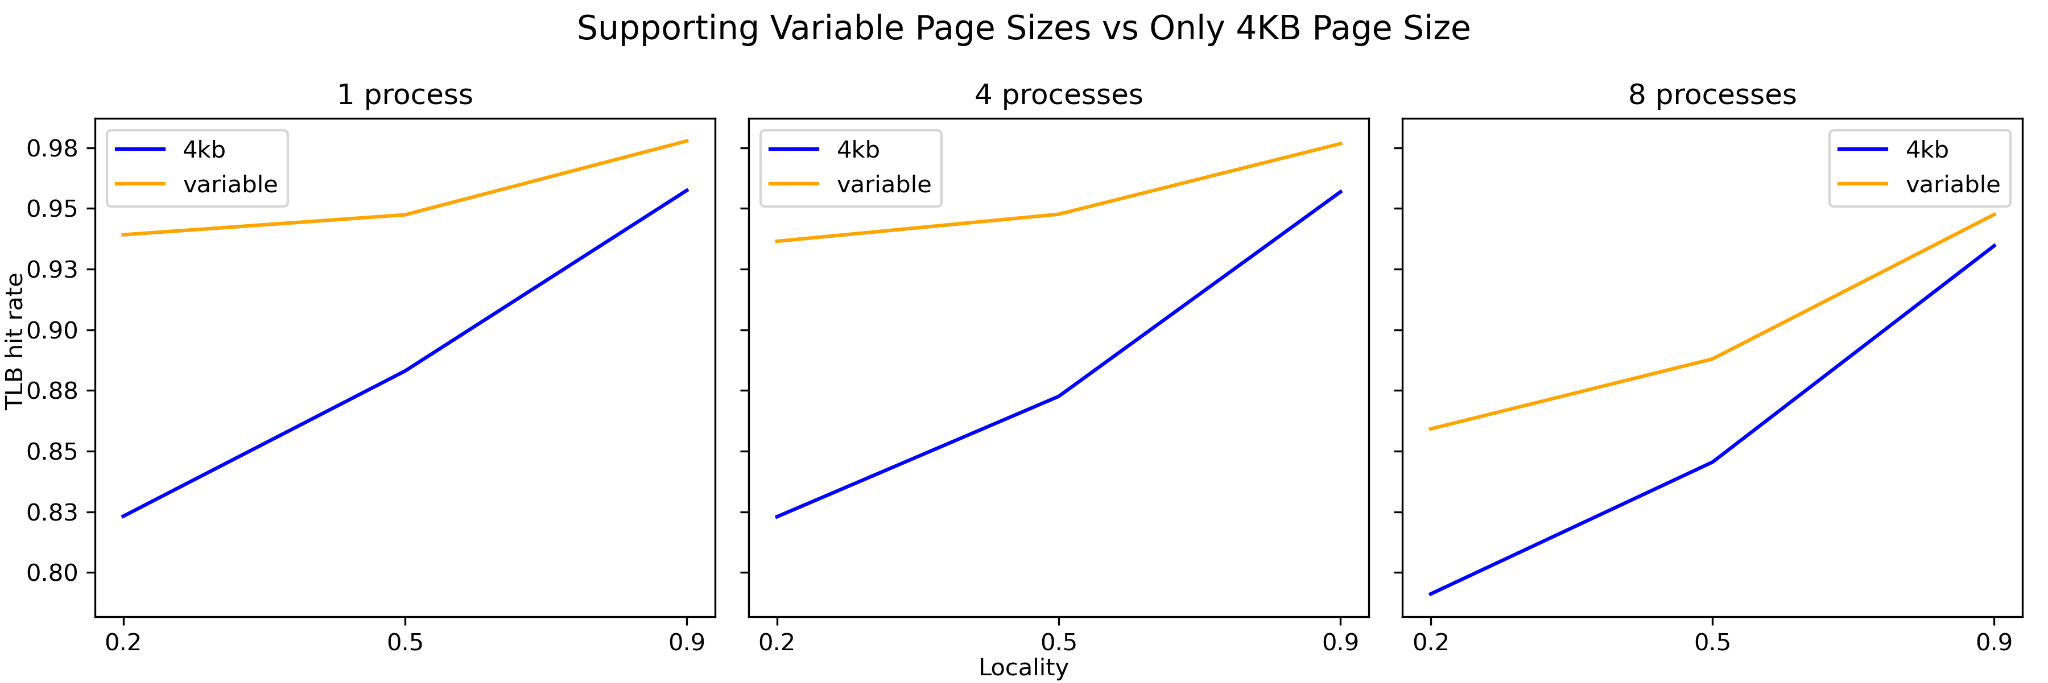 Supporting Variable Page Sizes vs Only 4KB Page Size
1 process
4kb
variable
TLB hit rate
0.98
0.95
0.93
0.90
0.88
0.85
0.83
0.80
0.2
0.5
0.9
4 processes
4kb
variable
0.2
0.5
0.9
Locality
8 processes
4kb
variable
0.2
0.5
0.9